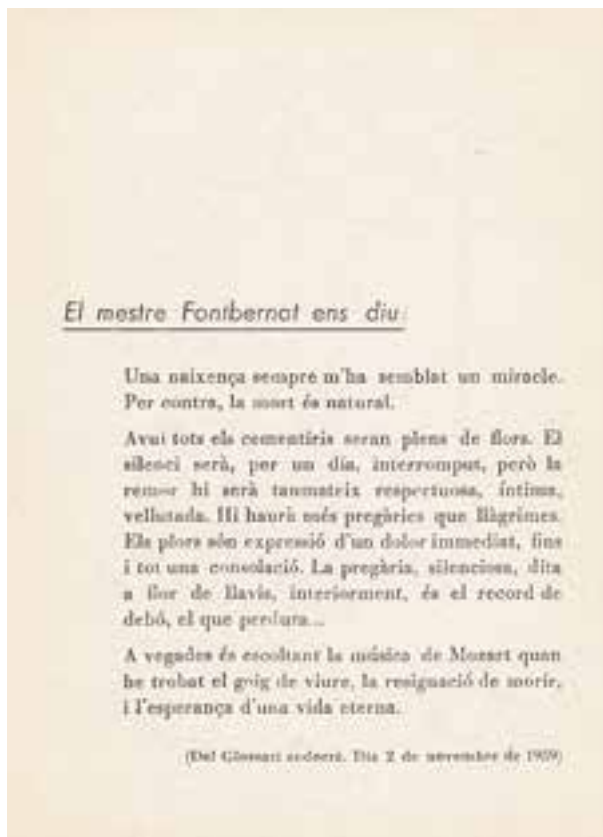 El mestre Fontbernat ens diu:
Una naixença sempre m'ha semblat un miracle.
Per contra, la mort és natural.
Avui tots els cementiris seran plens de flors. El
silenci serà, per un dia, interromput, però la
remor hi serà tanmateix respectuosa, íntima,
vellutada. Hi haurà més pregàries que llàgrimes.
Els plors són expressió d'un dolor immediat, fins
i tot una consolació. La pregària, silenciosa, dita
a flor de llavis, interiorment, és el record de
debó, el que perdura...
A vegades és escoltant la música de Mozart quan
he trobat el goig de viure, la resignació de morir,
i l'esperança d'una vida eterna.
(Del Glossari andorrà. Dia 2 de novembre de 1959)